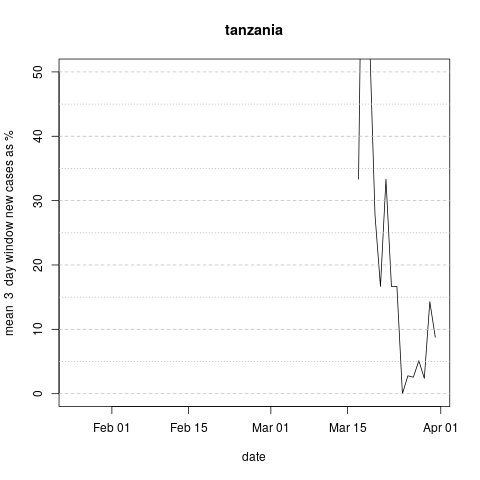 tanzania
mean 3 day window new cases as %
50
40
30
20
10
0
Feb 01
Feb 15
Mar 01
Mar 15
Apr 01
date